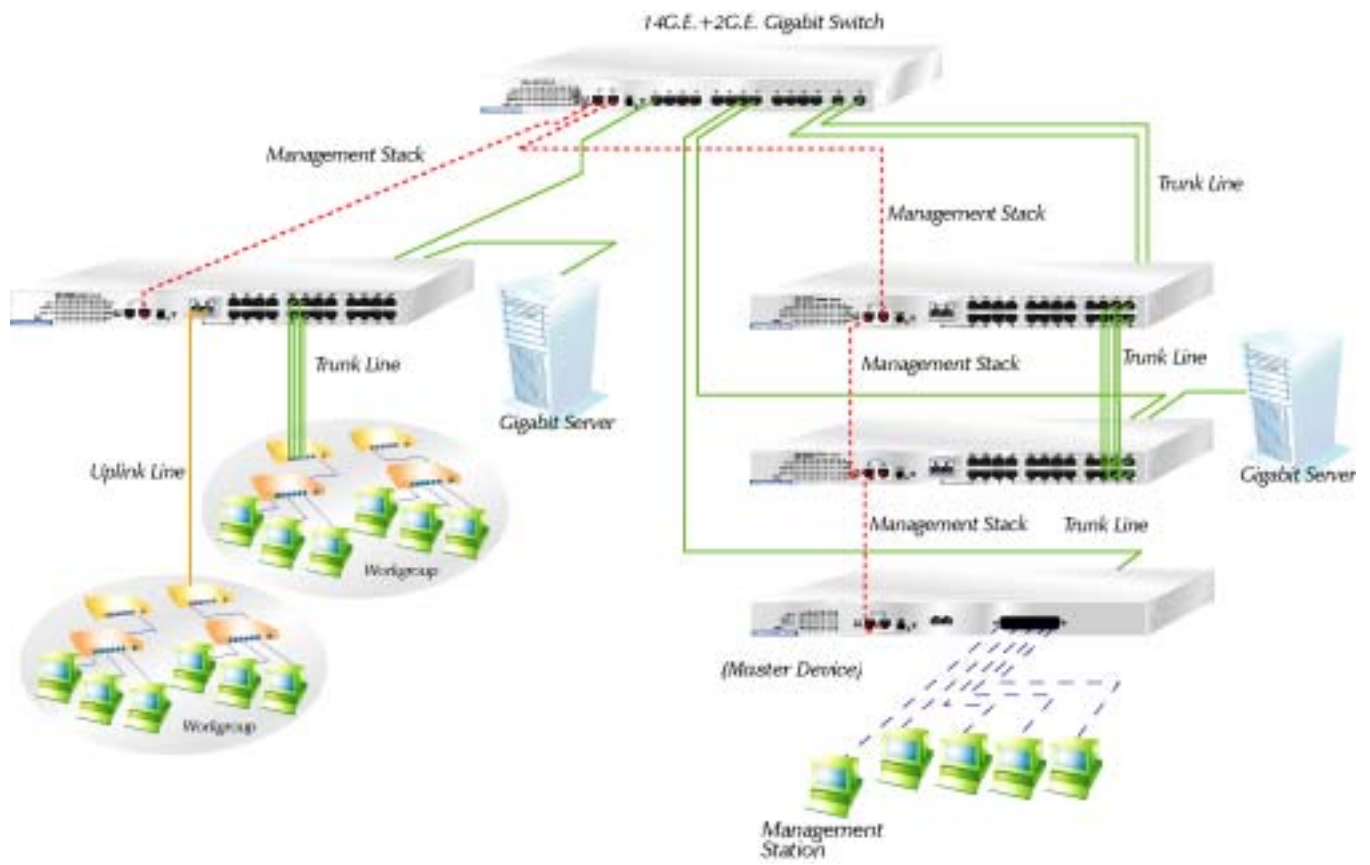 14G.E.+2G.E. Gigabit Switch
Management Stack
Trunk Line
Management Stack
Trunk Line
Management Stack
Trunk Line
Gigabit Server
Uplink Line
Gigabit Server
Management Stack
Trunk Line
Workgroup
(Master Device)
Workgroup
Management
Station